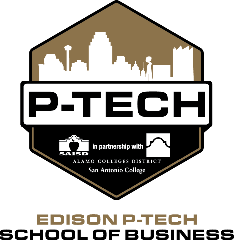 P-TECH
SAISD
in partnership with
ALAMO COLLEGES DISTRICT
San Antonio College
EDISON P-TECH
SCHOOL OF BUSINESS